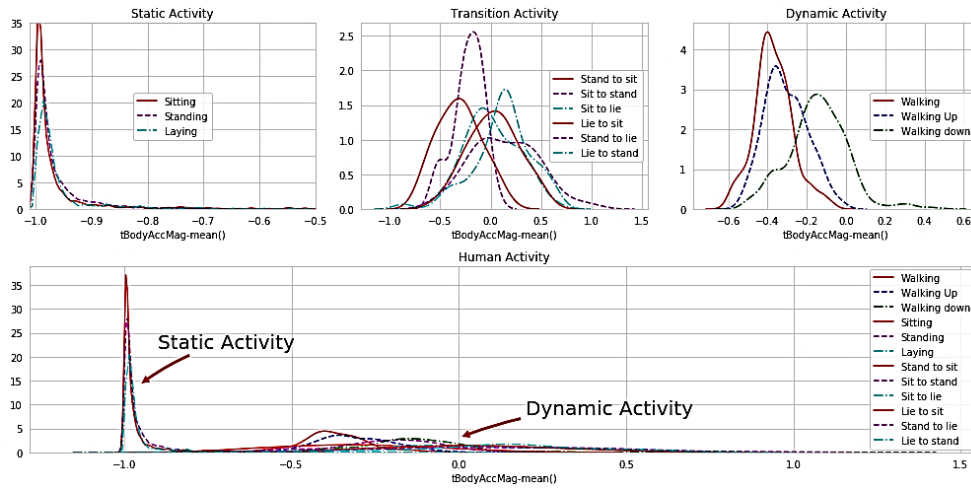 Static Activity
35
30
25
20
15
10
5
0
-1.0 -0.9 -0.8 -0.7 -0.6 -0.5
tBodyAccMag-mean()
Sitting
Standing
Laying
Transition Activity
2.5
2.0
1.5
1.0
0.5
0.0
-1.0 -0.5 0.0 0.5 1.0 1.5
tBodyAccMag-mean()
Stand to sit
Sit to stand
Sit to lie
Lie to sit
Stand to lie
Lie to stand
Dynamic Activity
4
3
2
1
0
-0.6 -0.4 -0.2 0.0 0.2 0.4 0.6
tBodyAccMag-mean()
Walking
Walking Up
Walking down
Human Activity
35
30
25
20
15
10
5
0
-1.0 -0.5 0.0 0.5 1.0 1.5
tBodyAccMag-mean()
Static Activity
Dynamic Activity
Walking
Walking Up
Walking down
Sitting
Standing
Laying
Stand to sit
Sit to stand
Sit to lie
Lie to sit
Stand to lie
Lie to stand